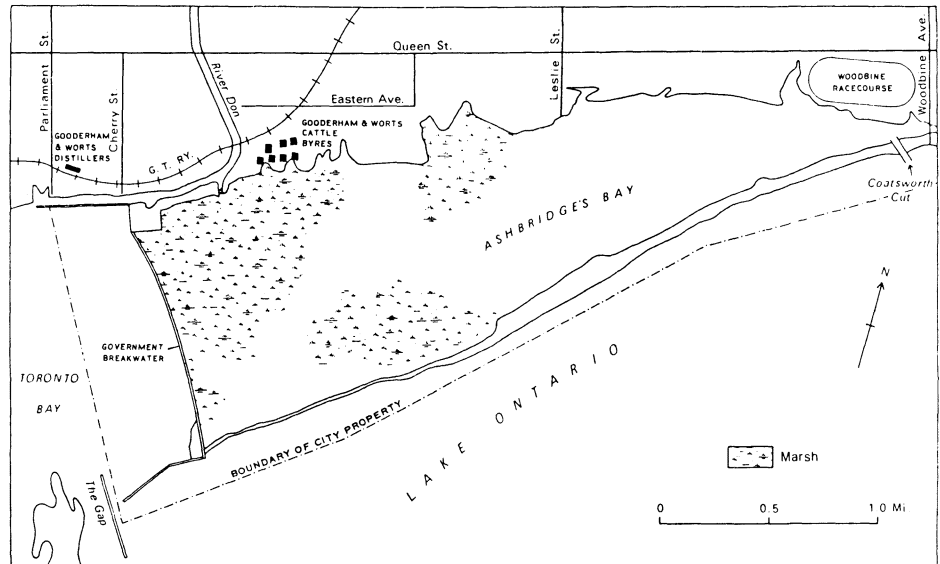 Parliament St.
Cherry St.
River Don
Queen St.
Leslie St.
Woodbine Ave.
Eastern Ave.
WOODBINE
RACECOURSE
GOODERHAM
& WORTS
DISTILLERS
G. T. RY.
GOODERHAM & WORTS
CATTLE
BYRES
Coatsworth
Cut
ASHBRIDGE'S BAY
N
GOVERNMENT
BREAKWATER
TORONTO
BAY
BOUNDARY OF CITY PROPERTY
LAKE ONTARIO
The Gap
Marsh
0 0.5 1.0 Mi.